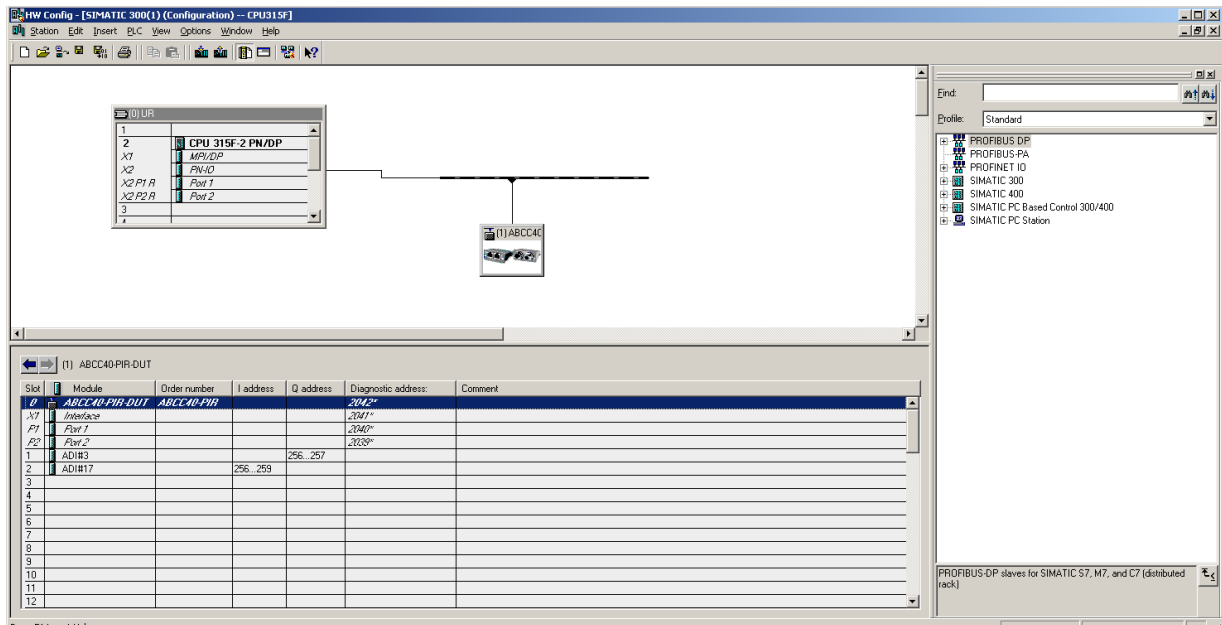 HW Config - [SIMATIC 300(1) (Configuration) -- CPU315F]
Station Edit Insert PLC View Options Window Help
(0) UR
1
2 CPU 315F-2 PN/DP
X1 MPI/DP
X2 PN-IO
X2 P1 R Port 1
X2 P2 R Port 2
3
(1) ABCC40
Find:
Profile: Standard
PROFIBUS DP
PROFIBUS-PA
PROFINET IO
SIMATIC 300
SIMATIC 400
SIMATIC PC Based Control 300/400
SIMATIC PC Station
(1) ABCC40-PIR-DUT
Slot Module Order number I address Q address Diagnostic address: Comment
0 ABCC40-PIR-DUT ABCC40-PIR 2042*
X1 Interface 2041*
P1 Port 1 2040*
P2 Port 2 2039*
1 ADI#3 256...257
2 ADI#17 256...259
3
4
5
6
7
8
9
10
11
12
PROFIBUS-DP slaves for SIMATIC S7, M7, and C7 (distributed
rack)